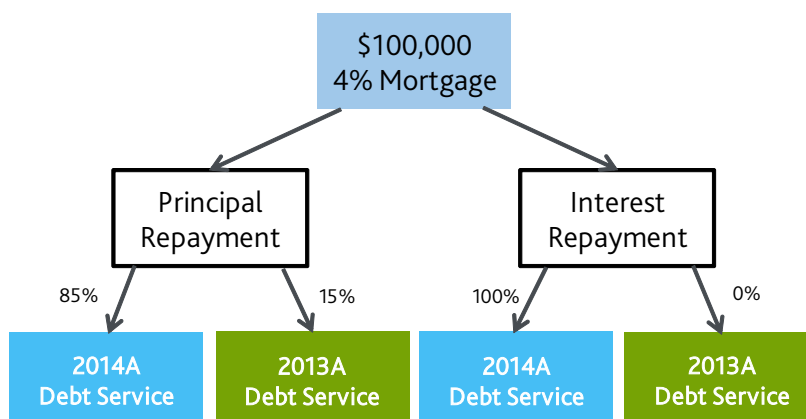 $100,000
4% Mortgage
Principal
Repayment
Interest
Repayment
85%
15%
100%
0%
2014A
Debt Service
2013A
Debt Service
2014A
Debt Service
2013A
Debt Service